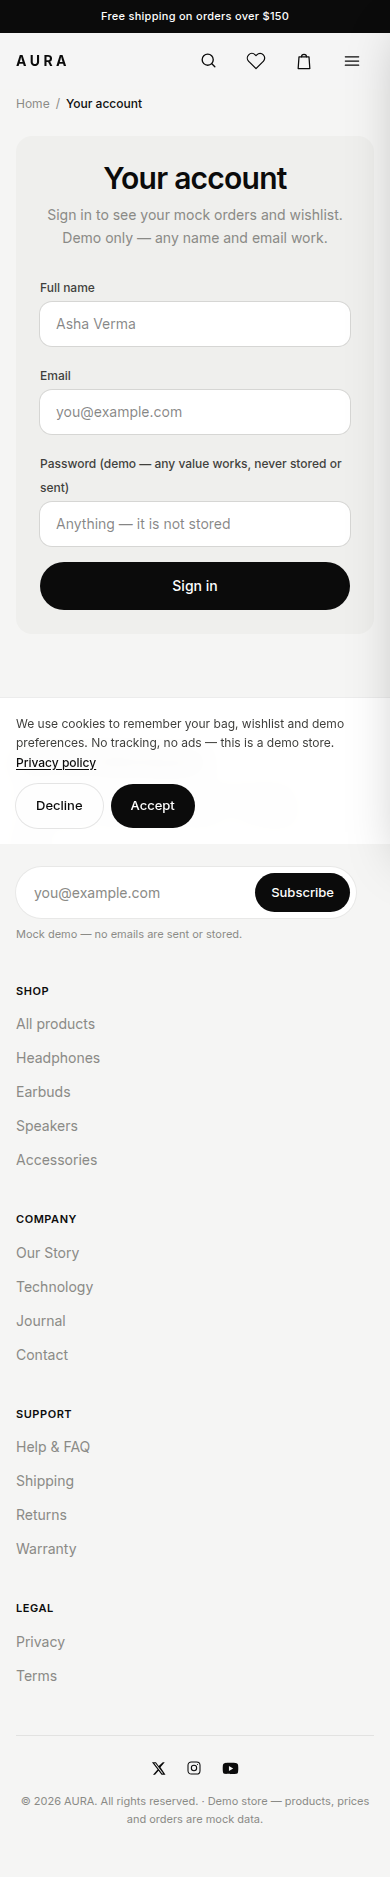 Free shipping on orders over $150
AURA
Home / Your account
Your account
Sign in to see your mock orders and wishlist.
Demo only — any name and email work.
Full name
Asha Verma
Email
you@example.com
Password (demo — any value works, never stored or
sent)
Anything — it is not stored
Sign in
We use cookies to remember your bag, wishlist and demo
preferences. No tracking, no ads — this is a demo store.
Privacy policy
Decline
Accept
you@example.com
Subscribe
Mock demo — no emails are sent or stored.
SHOP
All products
Headphones
Earbuds
Speakers
Accessories
COMPANY
Our Story
Technology
Journal
Contact
SUPPORT
Help & FAQ
Shipping
Returns
Warranty
LEGAL
Privacy
Terms
© 2026 AURA. All rights reserved. · Demo store — products, prices
and orders are mock data.